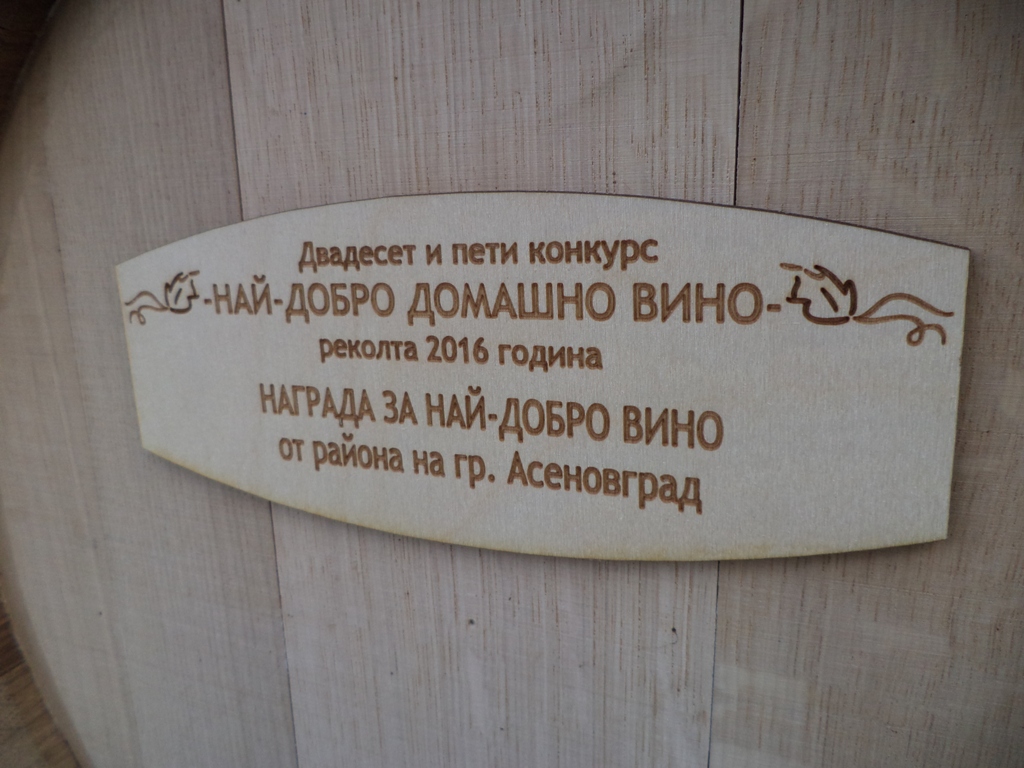 Двадесет и пети конкурс
-НАЙ-ДОБРО ДОМАШНО ВИНО-
реколта 2016 година
НАГРАДА ЗА НАЙ-ДОБРО ВИНО
от района на гр. Асеновград